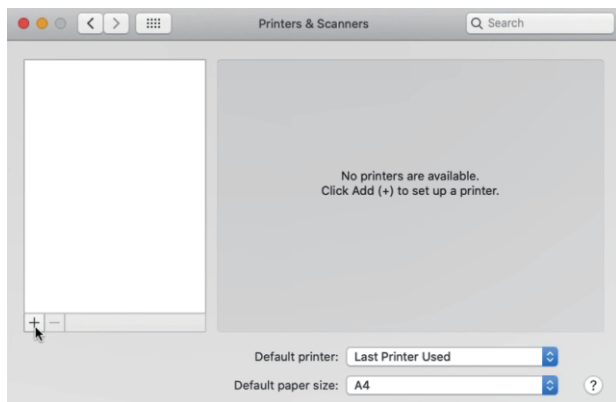 Printers & Scanners
Search
No printers are available.
Click Add (+) to set up a printer.
+ −
Default printer: Last Printer Used
Default paper size: A4
?